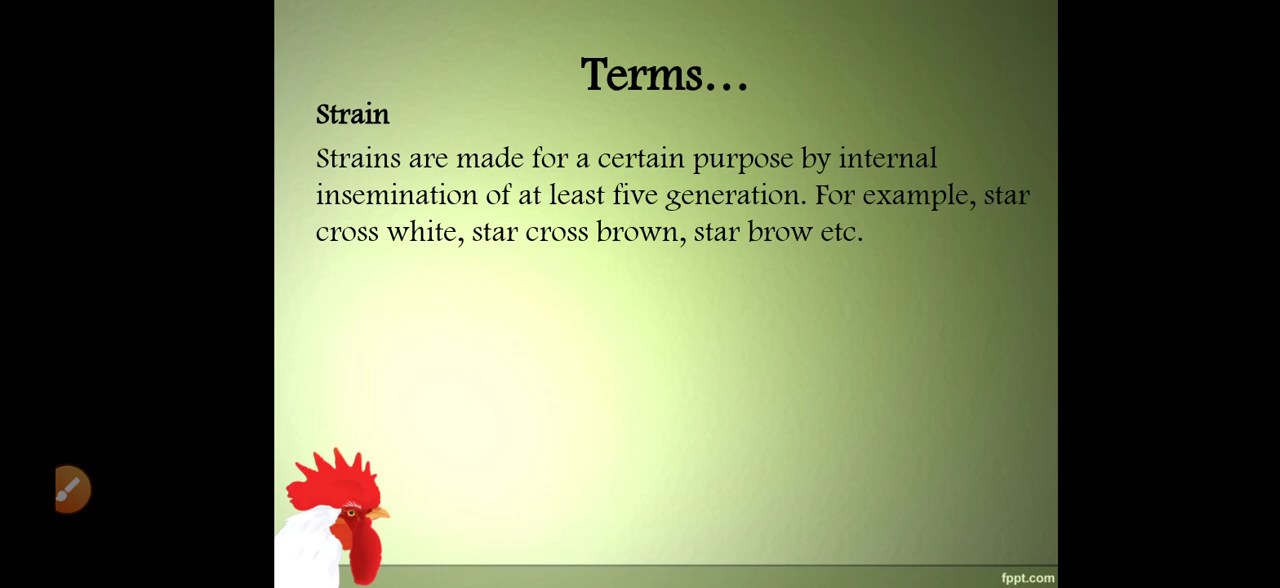 Terms...
Strain
Strains are made for a certain purpose by internal
insemination of at least five generation. For example, star
cross white, star cross brown, star brow etc.
fppt.com